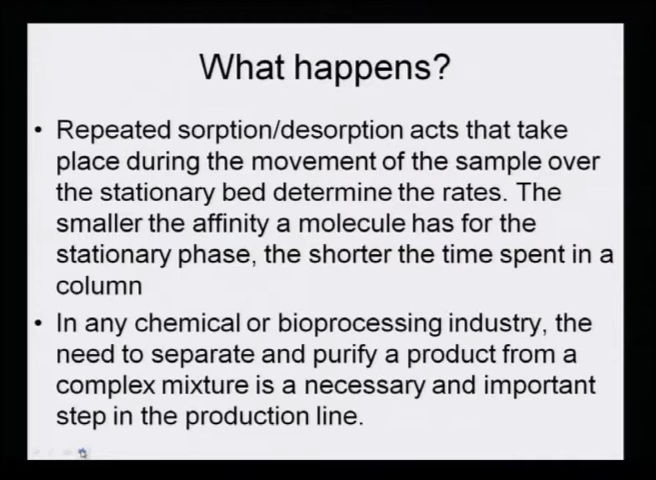 What happens?
• Repeated sorption/desorption acts that take
place during the movement of the sample over
the stationary bed determine the rates. The
smaller the affinity a molecule has for the
stationary phase, the shorter the time spent in a
column
• In any chemical or bioprocessing industry, the
need to separate and purify a product from a
complex mixture is a necessary and important
step in the production line.